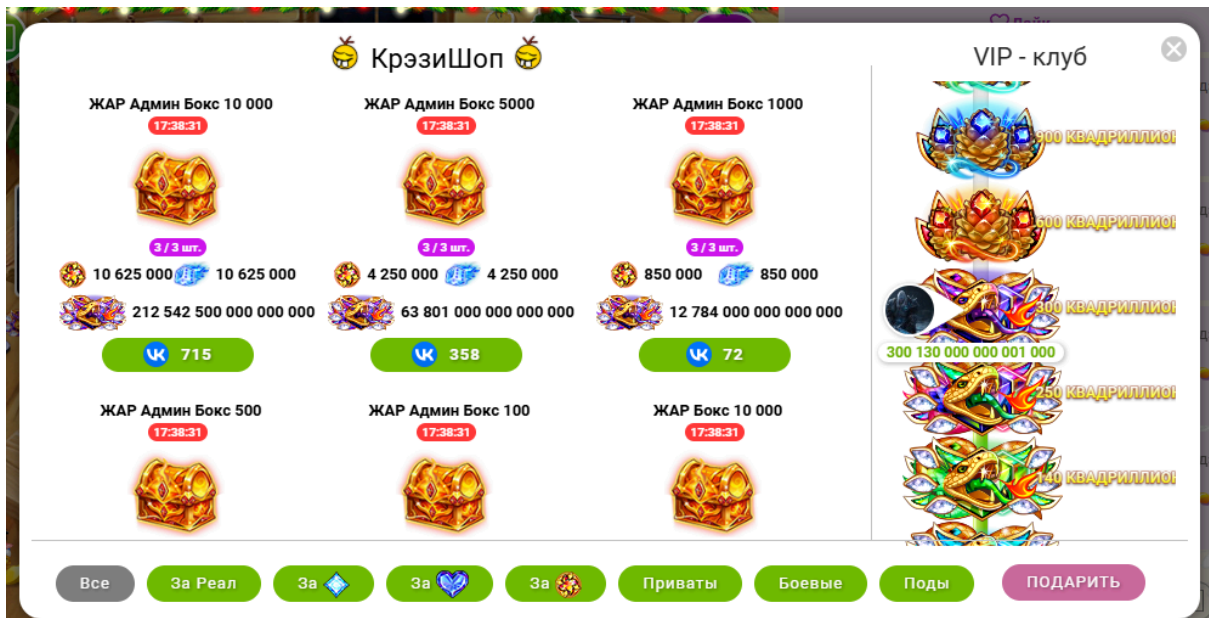 Лайк
КрэзиШоп
VIP - клуб
ЖАР Админ Бокс 10 000
ЖАР Админ Бокс 5000
ЖАР Админ Бокс 1000
17:38:31
17:38:31
17:38:31
3 / 3 шт.
3 / 3 шт.
3 / 3 шт.
10 625 000 10 625 000
4 250 000 4 250 000
850 000 850 000
212 542 500 000 000 000
63 801 000 000 000 000
12 784 000 000 000 000
715
358
72
ЖАР Админ Бокс 500
ЖАР Админ Бокс 100
ЖАР Бокс 10 000
17:38:31
17:38:31
17:38:31
900 КВАДРИЛЛИОН
600 КВАДРИЛЛИОН
300 КВАДРИЛЛИОН
300 130 000 000 001 000
250 КВАДРИЛЛИОН
140 КВАДРИЛЛИОН
Все
За Реал
За
За
За
Приваты
Боевые
Поды
ПОДАРИТЬ